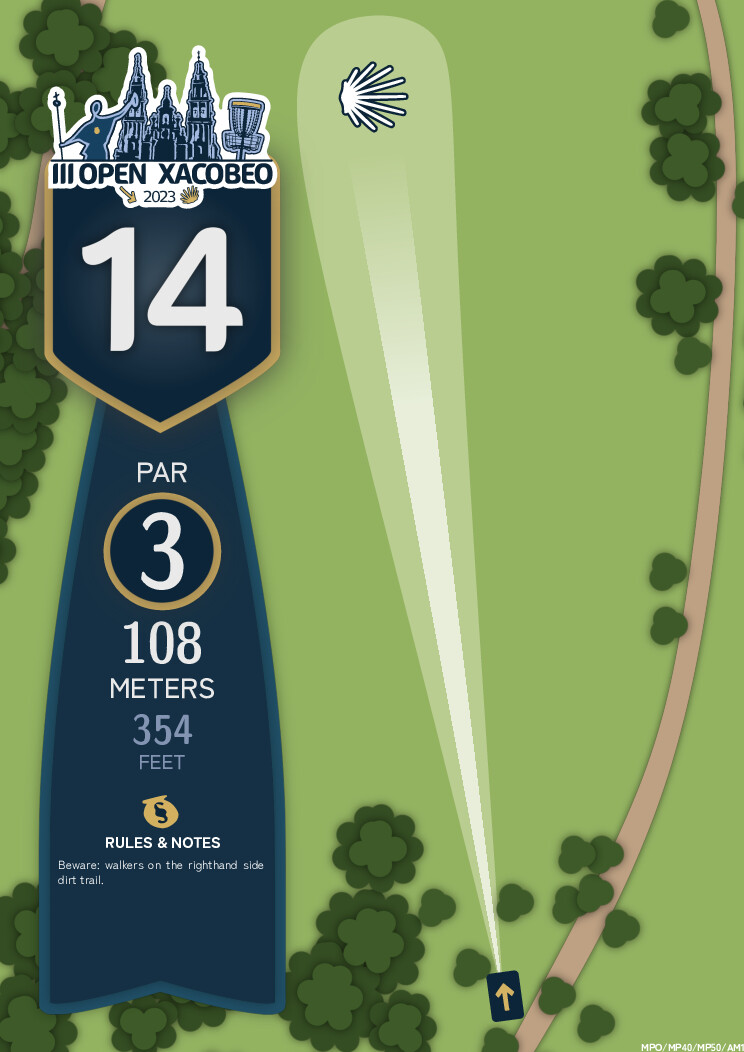 III OPEN XACOBEO
2023
14
PAR
3
108
METERS
354
FEET
RULES & NOTES
Beware: walkers on the righthand side
dirt trail.
MPO/MP40/MP50/AM1